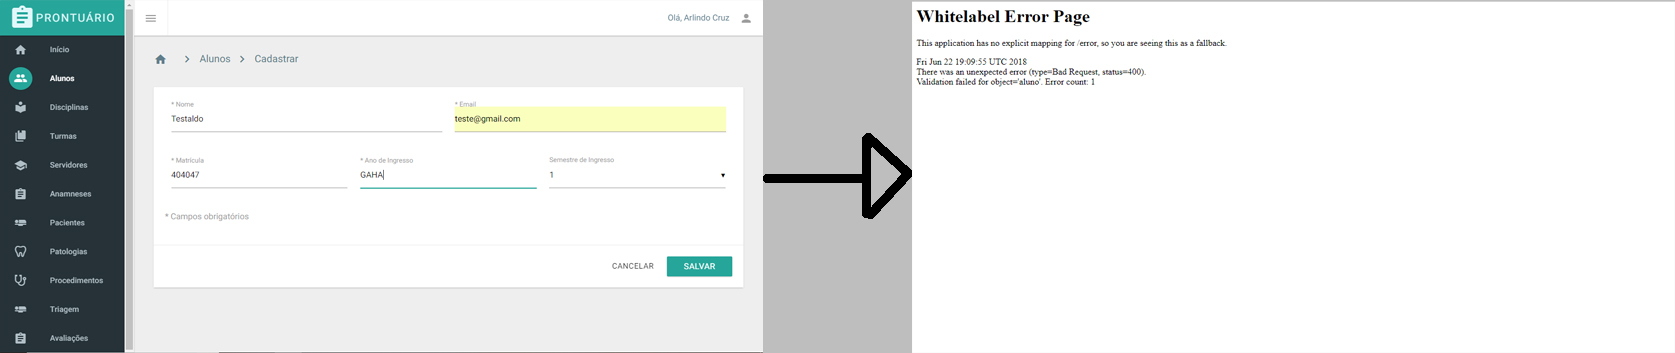 PRONTUÁRIO
Início
Alunos
Disciplinas
Turmas
Servidores
Anamneses
Pacientes
Patologias
Procedimentos
Triagem
Avaliações
Olá, Arlindo Cruz
Alunos > Cadastrar
* Nome
Testaldo
* Email
teste@gmail.com
* Matrícula
404047
* Ano de Ingresso
GAHA
Semestre de Ingresso
1
* Campos obrigatórios
CANCELAR
SALVAR
Whitelabel Error Page
This application has no explicit mapping for /error, so you are seeing this as a fallback.
Fri Jun 22 19:09:55 UTC 2018
There was an unexpected error (type=Bad Request, status=400).
Validation failed for object='aluno'. Error count: 1